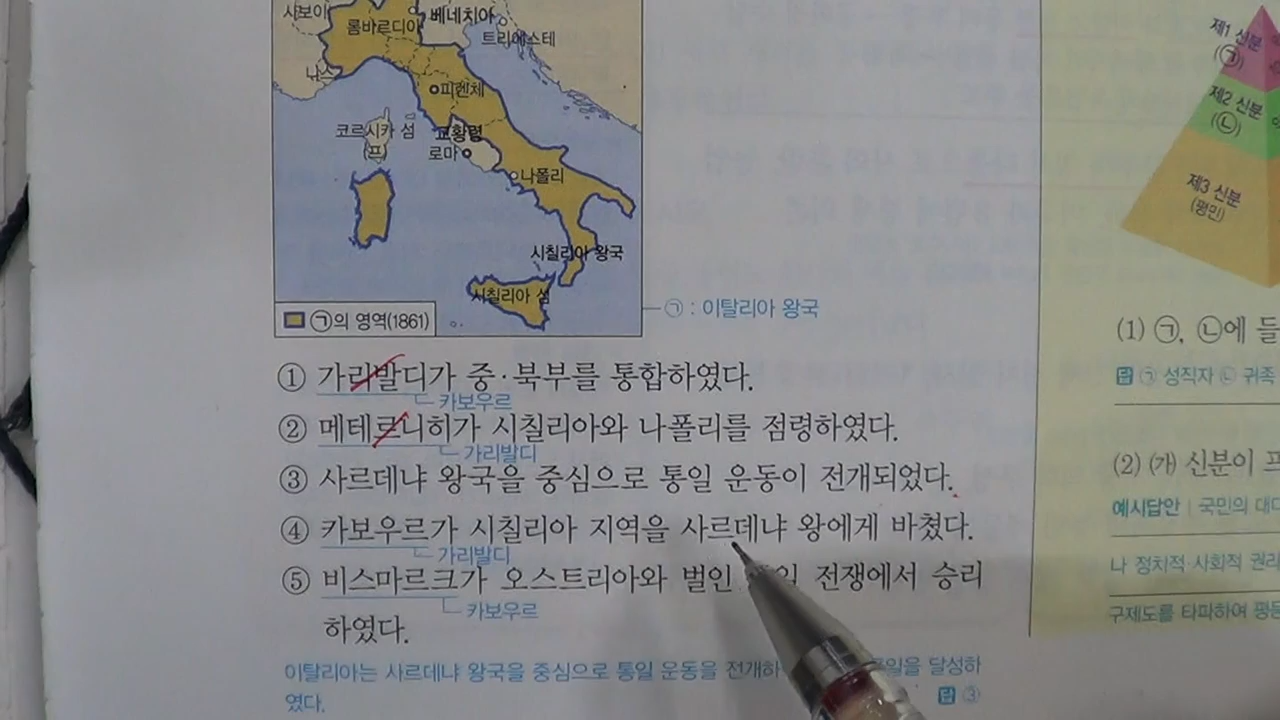 사보이
롬바르디아
베네치아
트리에스테
니스
피렌체
코르시카 섬
(프)
교황령
로마
나폴리
시칠리아 왕국
시칠리아 섬
㉠의 영역(1861)
㉠ : 이탈리아 왕국
① 가리발디가 중·북부를 통합하였다.
카보우르
② 메테르니히가 시칠리아와 나폴리를 점령하였다.
가리발디
③ 사르데냐 왕국을 중심으로 통일 운동이 전개되었다.
④ 카보우르가 시칠리아 지역을 사르데냐 왕에게 바쳤다.
가리발디
⑤ 비스마르크가 오스트리아와 벌인 전쟁에서 승리
카보우르
하였다.
이탈리아는 사르데냐 왕국을 중심으로 통일 운동을 전개하 달성하
였다.
답 ③
제1 신분
(㉠)
제2 신분
(㉡)
제3 신분
(평민)
(1) ㉠, ㉡에 들
답 ㉠ 성직자 ㉡ 귀족
(2) ㈎ 신분이 프
예시답안 | 국민의 대다
나 정치적·사회적 권리
구제도를 타파하여 평등